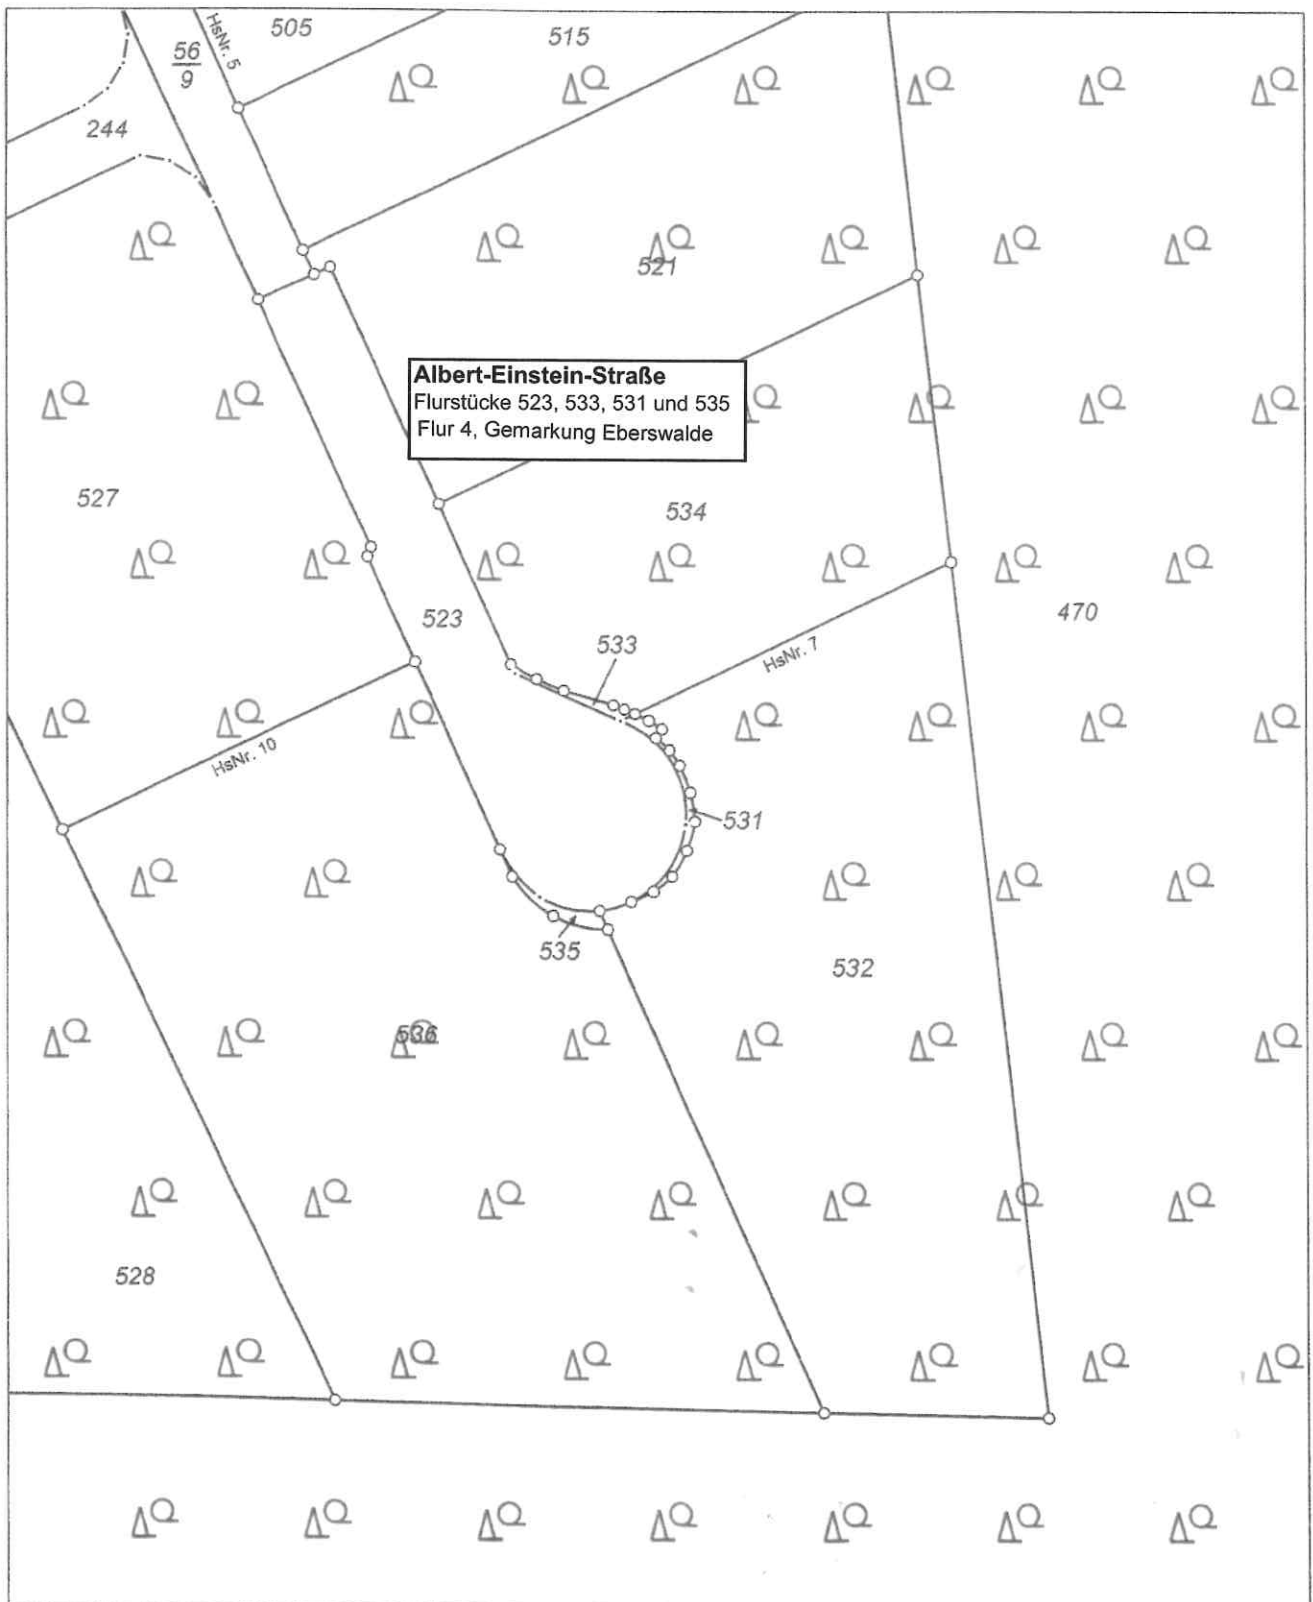 505
515
56
9
HsNr. 5
244
521
Albert-Einstein-Straße
Flurstücke 523, 533, 531 und 535
Flur 4, Gemarkung Eberswalde
527
534
470
523
533
HsNr. 7
HsNr. 10
531
535
532
536
528